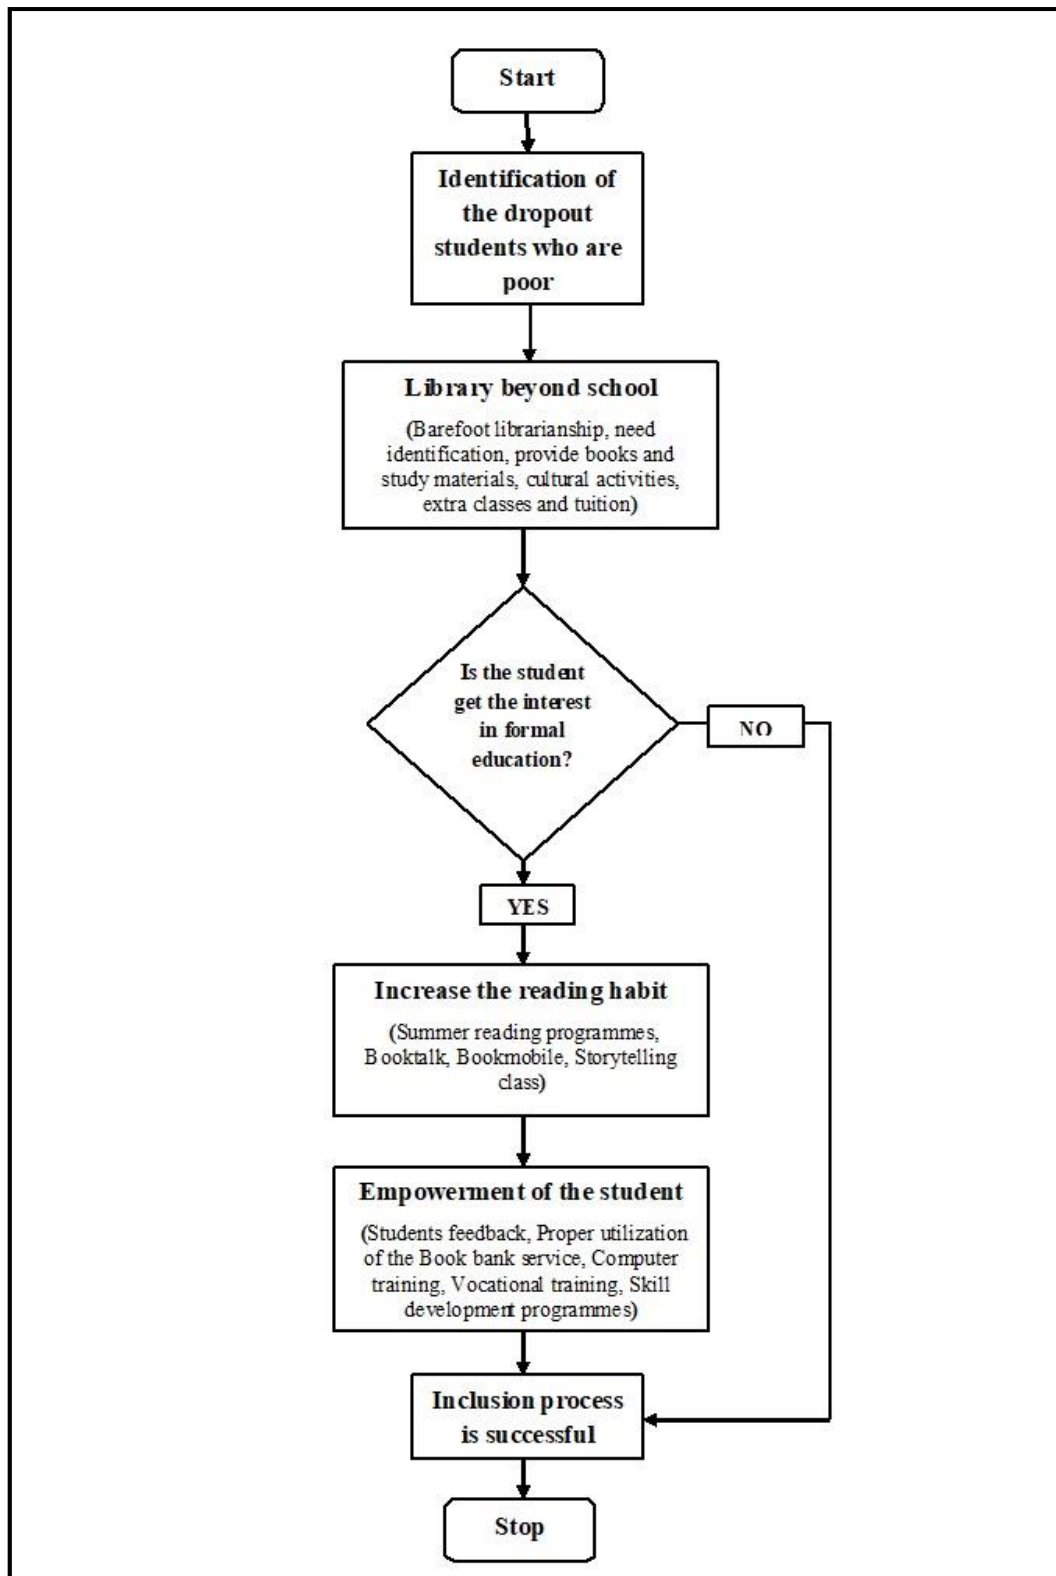 Start
Identification of
the dropout
students who are
poor
Library beyond school
(Barefoot librarianship, need
identification, provide books and
study materials, cultural activities,
extra classes and tuition)
Is the student
get the interest
in formal
education?
NO
YES
Increase the reading habit
(Summer reading programmes,
Booktalk, Bookmobile, Storytelling
class)
Empowerment of the student
(Students feedback, Proper utilization
of the Book bank service, Computer
training, Vocational training, Skill
development programmes)
Inclusion process
is successful
Stop